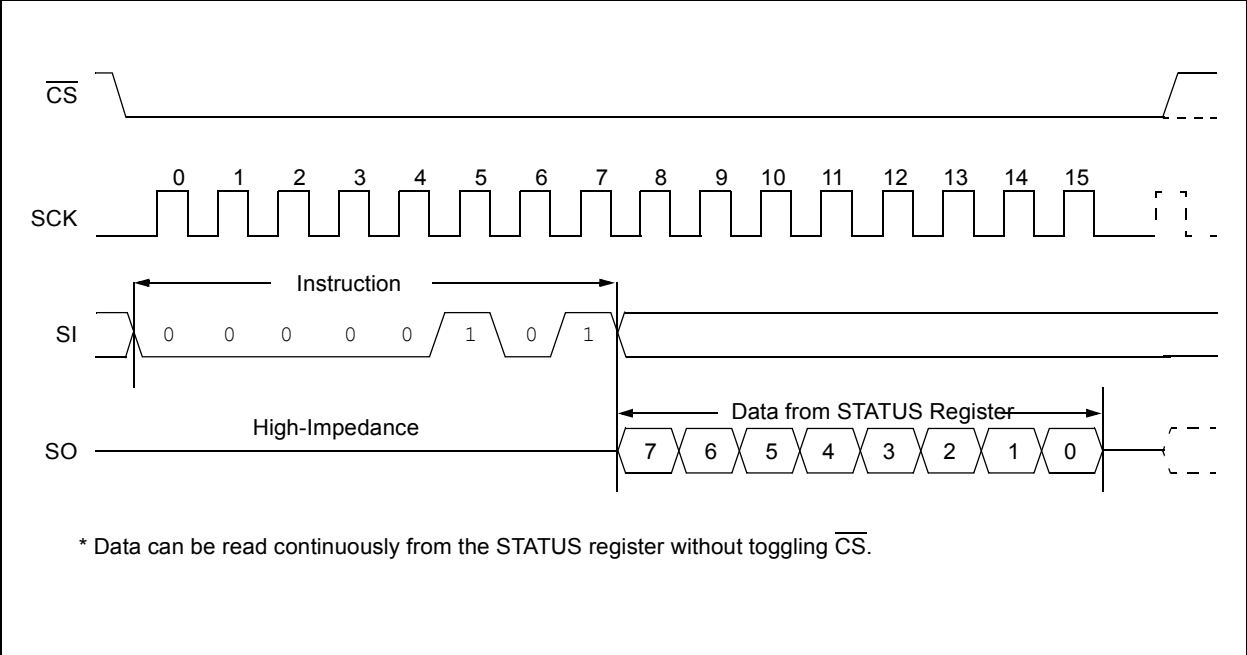 CS
0 1 2 3 4 5 6 7 8 9 10 11 12 13 14 15
SCK
Instruction
SI 0 0 0 0 0 1 0 1
Data from STATUS Register
High-Impedance
SO 7 6 5 4 3 2 1 0
* Data can be read continuously from the STATUS register without toggling CS.